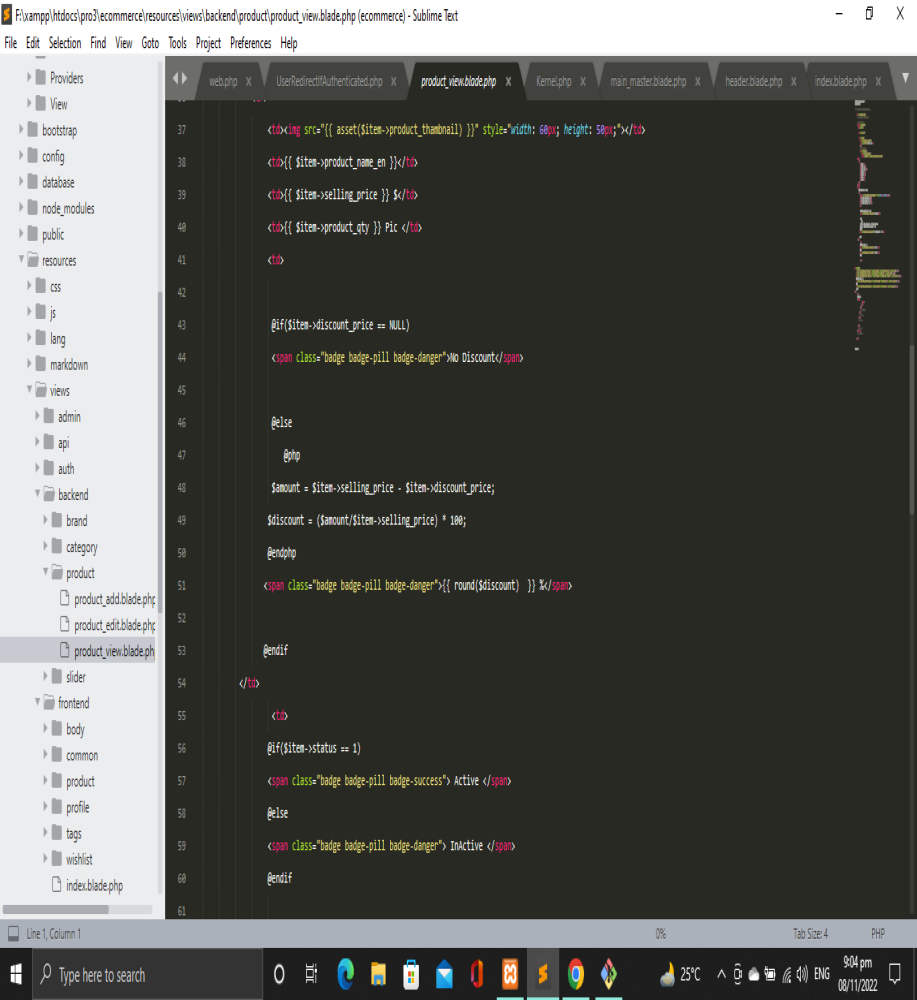 F:\xampp\htdocs\pro3\ecommerce\resources\views\backend\product\product_view.blade.php (ecommerce) - Sublime Text
File Edit Selection Find View Goto Tools Project Preferences Help
Providers
View
bootstrap
config
database
node_modules
public
resources
css
js
lang
markdown
views
admin
api
auth
backend
brand
category
product
product_add.blade.php
product_edit.blade.php
product_view.blade.ph
slider
frontend
body
common
product
profile
tags
wishlist
index.blade.php
web.php × UserRedirectIfAuthenticated.php × product_view.blade.php × Kernel.php × main_master.blade.php × header.blade.php × index.blade.php ×
37 <td><img src="{{ asset($item->product_thambnail) }}" style="width: 60px; height: 50px;"></td>
38 <td>{{ $item->product_name_en }}</td>
39 <td>{{ $item->selling_price }} $</td>
40 <td>{{ $item->product_qty }} Pic </td>
41 <td>
42
43 @if($item->discount_price == NULL)
44 <span class="badge badge-pill badge-danger">No Discount</span>
45
46 @else
47 @php
48 $amount = $item->selling_price - $item->discount_price;
49 $discount = ($amount/$item->selling_price) * 100;
50 @endphp
51 <span class="badge badge-pill badge-danger">{{ round($discount) }} %</span>
52
53 @endif
54 </td>
55 <td>
56 @if($item->status == 1)
57 <span class="badge badge-pill badge-success"> Active </span>
58 @else
59 <span class="badge badge-pill badge-danger"> InActive </span>
60 @endif
61
Line 1, Column 1 0% Tab Size: 4 PHP
Type here to search
25°C
ENG
9:04 pm
08/11/2022